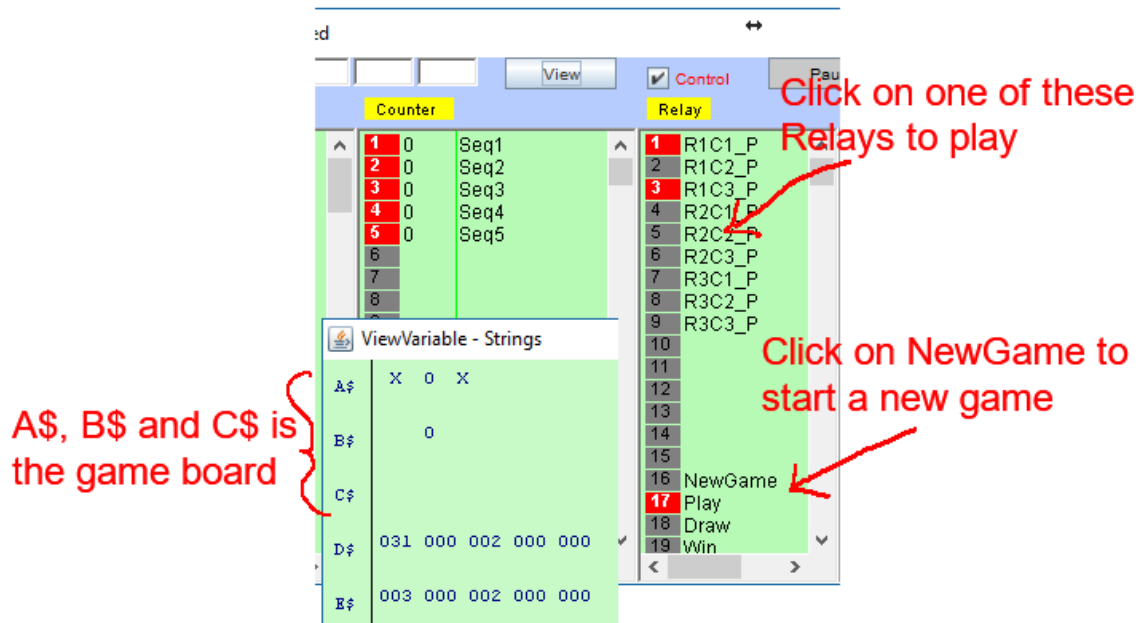 ed
View
Control
Pau
Click on one of these
Relays to play
Counter
Relay
1 0 Seq1
2 0 Seq2
3 0 Seq3
4 0 Seq4
5 0 Seq5
6
7
8
1 R1C1_P
2 R1C2_P
3 R1C3_P
4 R2C1_P
5 R2C2_P
6 R2C3_P
7 R3C1_P
8 R3C2_P
9 R3C3_P
10
11
12
13
14
15
16 NewGame
17 Play
18 Draw
19 Win
Click on NewGame to
start a new game
ViewVariable - Strings
A$ X O X
B$ O
C$
D$ 031 000 002 000 000
E$ 003 000 002 000 000
A$, B$ and C$ is
the game board